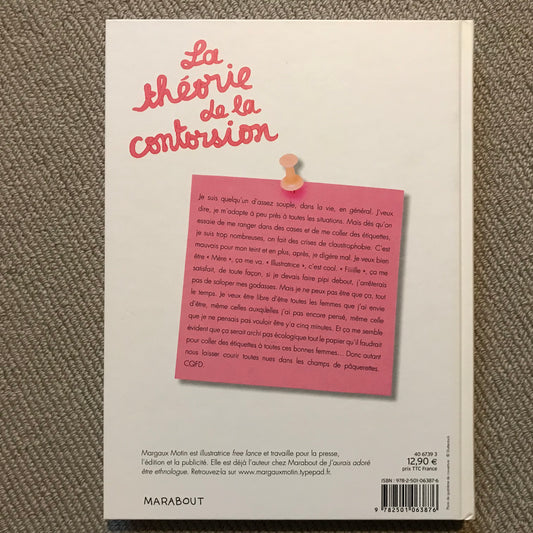 La
théorie
de la
contorsion
Je suis quelqu'un d'assez souple, dans la vie, en général. J'veux
dire, je m'adapte à peu près à toutes les situations. Mais dès qu'on
essaie de me ranger dans des cases et de me coller des étiquettes,
je suis trop nombreuses, on fait des crises de claustrophobie. C'est
mauvais pour mon teint et en plus, après, je digère mal. Je veux bien
être « Mère », ça me va. « Illustratrice », c'est cool. « Fiiiille », ça me
satisfait, de toute façon, si je devais faire pipi debout, j'arrêterais
pas de saloper mes godasses. Mais je ne peux pas être que ça, tout
le temps. Je veux être libre d'être toutes les femmes que j'ai envie
d'être, même celles auxquelles j'ai pas encore pensé, même celle
que je ne pensais pas vouloir être y'a cinq minutes. Et ça me semble
évident que ça serait archi pas écologique tout le papier qu'il faudrait
pour coller des étiquettes à toutes ces bonnes femmes... Donc autant
nous laisser courir toutes nues dans les champs de pâquerettes.
CQFD.
Margaux Motin est illustratrice free lance et travaille pour la presse,
l'édition et la publicité. Elle est déjà l'auteur chez Marabout de J'aurais adoré
être ethnologue. Retrouvez-la sur www.margauxmotin.typepad.fr.
MARABOUT
40 6739 3
12,90 €
prix TTC France
ISBN : 978-2-501-06387-6
9 782501 063876